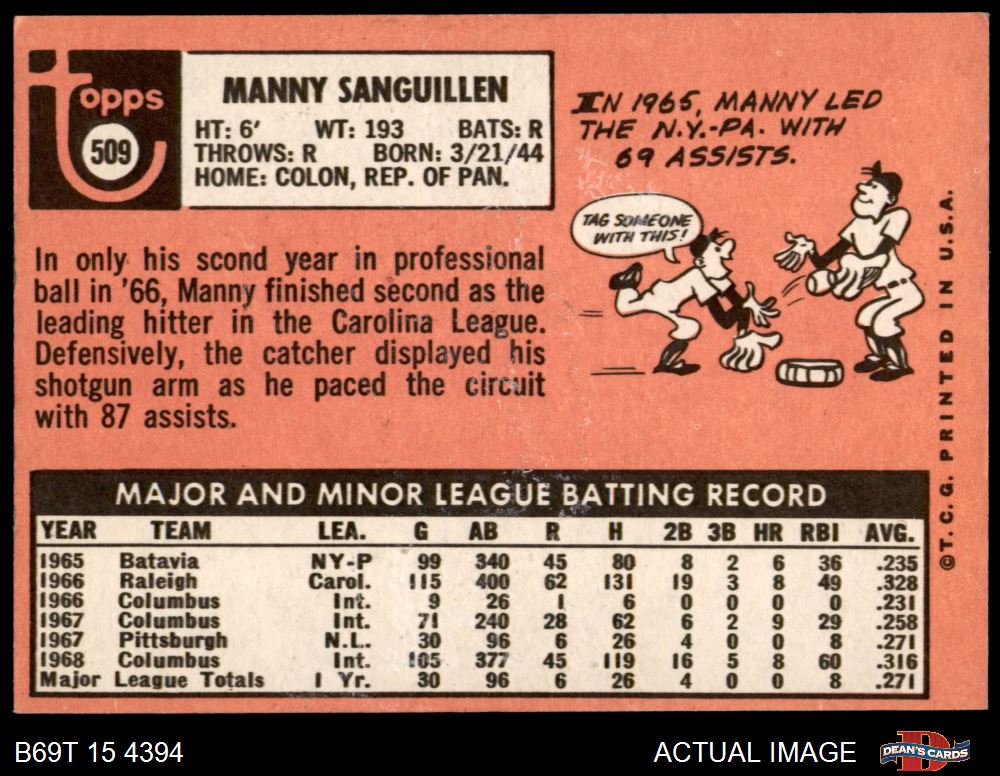 Topps
509
MANNY SANGUILLEN
HT: 6' WT: 193 BATS: R
THROWS: R BORN: 3/21/44
HOME: COLON, REP. OF PAN.
IN 1965, MANNY LED
THE N.Y.-PA. WITH
69 ASSISTS.
TAG SOMEONE
WITH THIS!
In only his scond year in professional
ball in '66, Manny finished second as the
leading hitter in the Carolina League.
Defensively, the catcher displayed his
shotgun arm as he paced the circuit
with 87 assists.
MAJOR AND MINOR LEAGUE BATTING RECORD
YEAR TEAM LEA. G AB R H 2B 3B HR RBI AVG.
1965 Batavia NY-P 99 340 45 80 8 2 6 36 .235
1966 Raleigh Carol. 115 400 62 131 19 3 8 49 .328
1966 Columbus Int. 9 26 1 6 0 0 0 0 .231
1967 Columbus Int. 71 240 28 62 6 2 9 29 .258
1967 Pittsburgh N.L. 30 96 6 26 4 0 0 8 .271
1968 Columbus Int. 105 377 45 119 16 5 8 60 .316
Major League Totals 1 Yr. 30 96 6 26 4 0 0 8 .271
©T. C. G. PRINTED IN U.S.A.
B69T 15 4394
ACTUAL IMAGE
D
DEAN'S CARDS